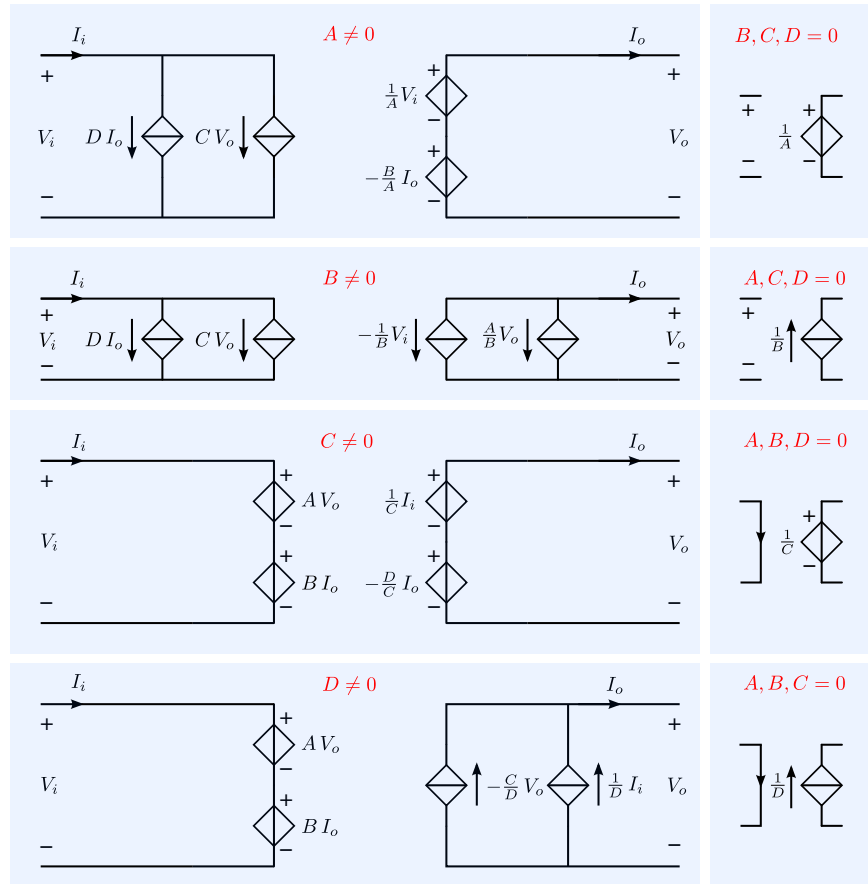 I_i A ≠ 0 I_o B, C, D = 0
+ + + +
1/A V_i + 1/A
V_i D I_o C V_o − V_o −
+ −
−B/A I_o
− − −
I_i B ≠ 0 I_o A, C, D = 0
+ + +
V_i D I_o C V_o −1/B V_i A/B V_o V_o 1/B
− − −
I_i C ≠ 0 I_o A, B, D = 0
+ + + +
A V_o 1/C I_i +
− − 1/C
V_i + + V_o −
B I_o −D/C I_o
− − − −
I_i D ≠ 0 I_o A, B, C = 0
+ + +
A V_o
−
V_i + −C/D V_o 1/D I_i V_o 1/D
B I_o
− − −